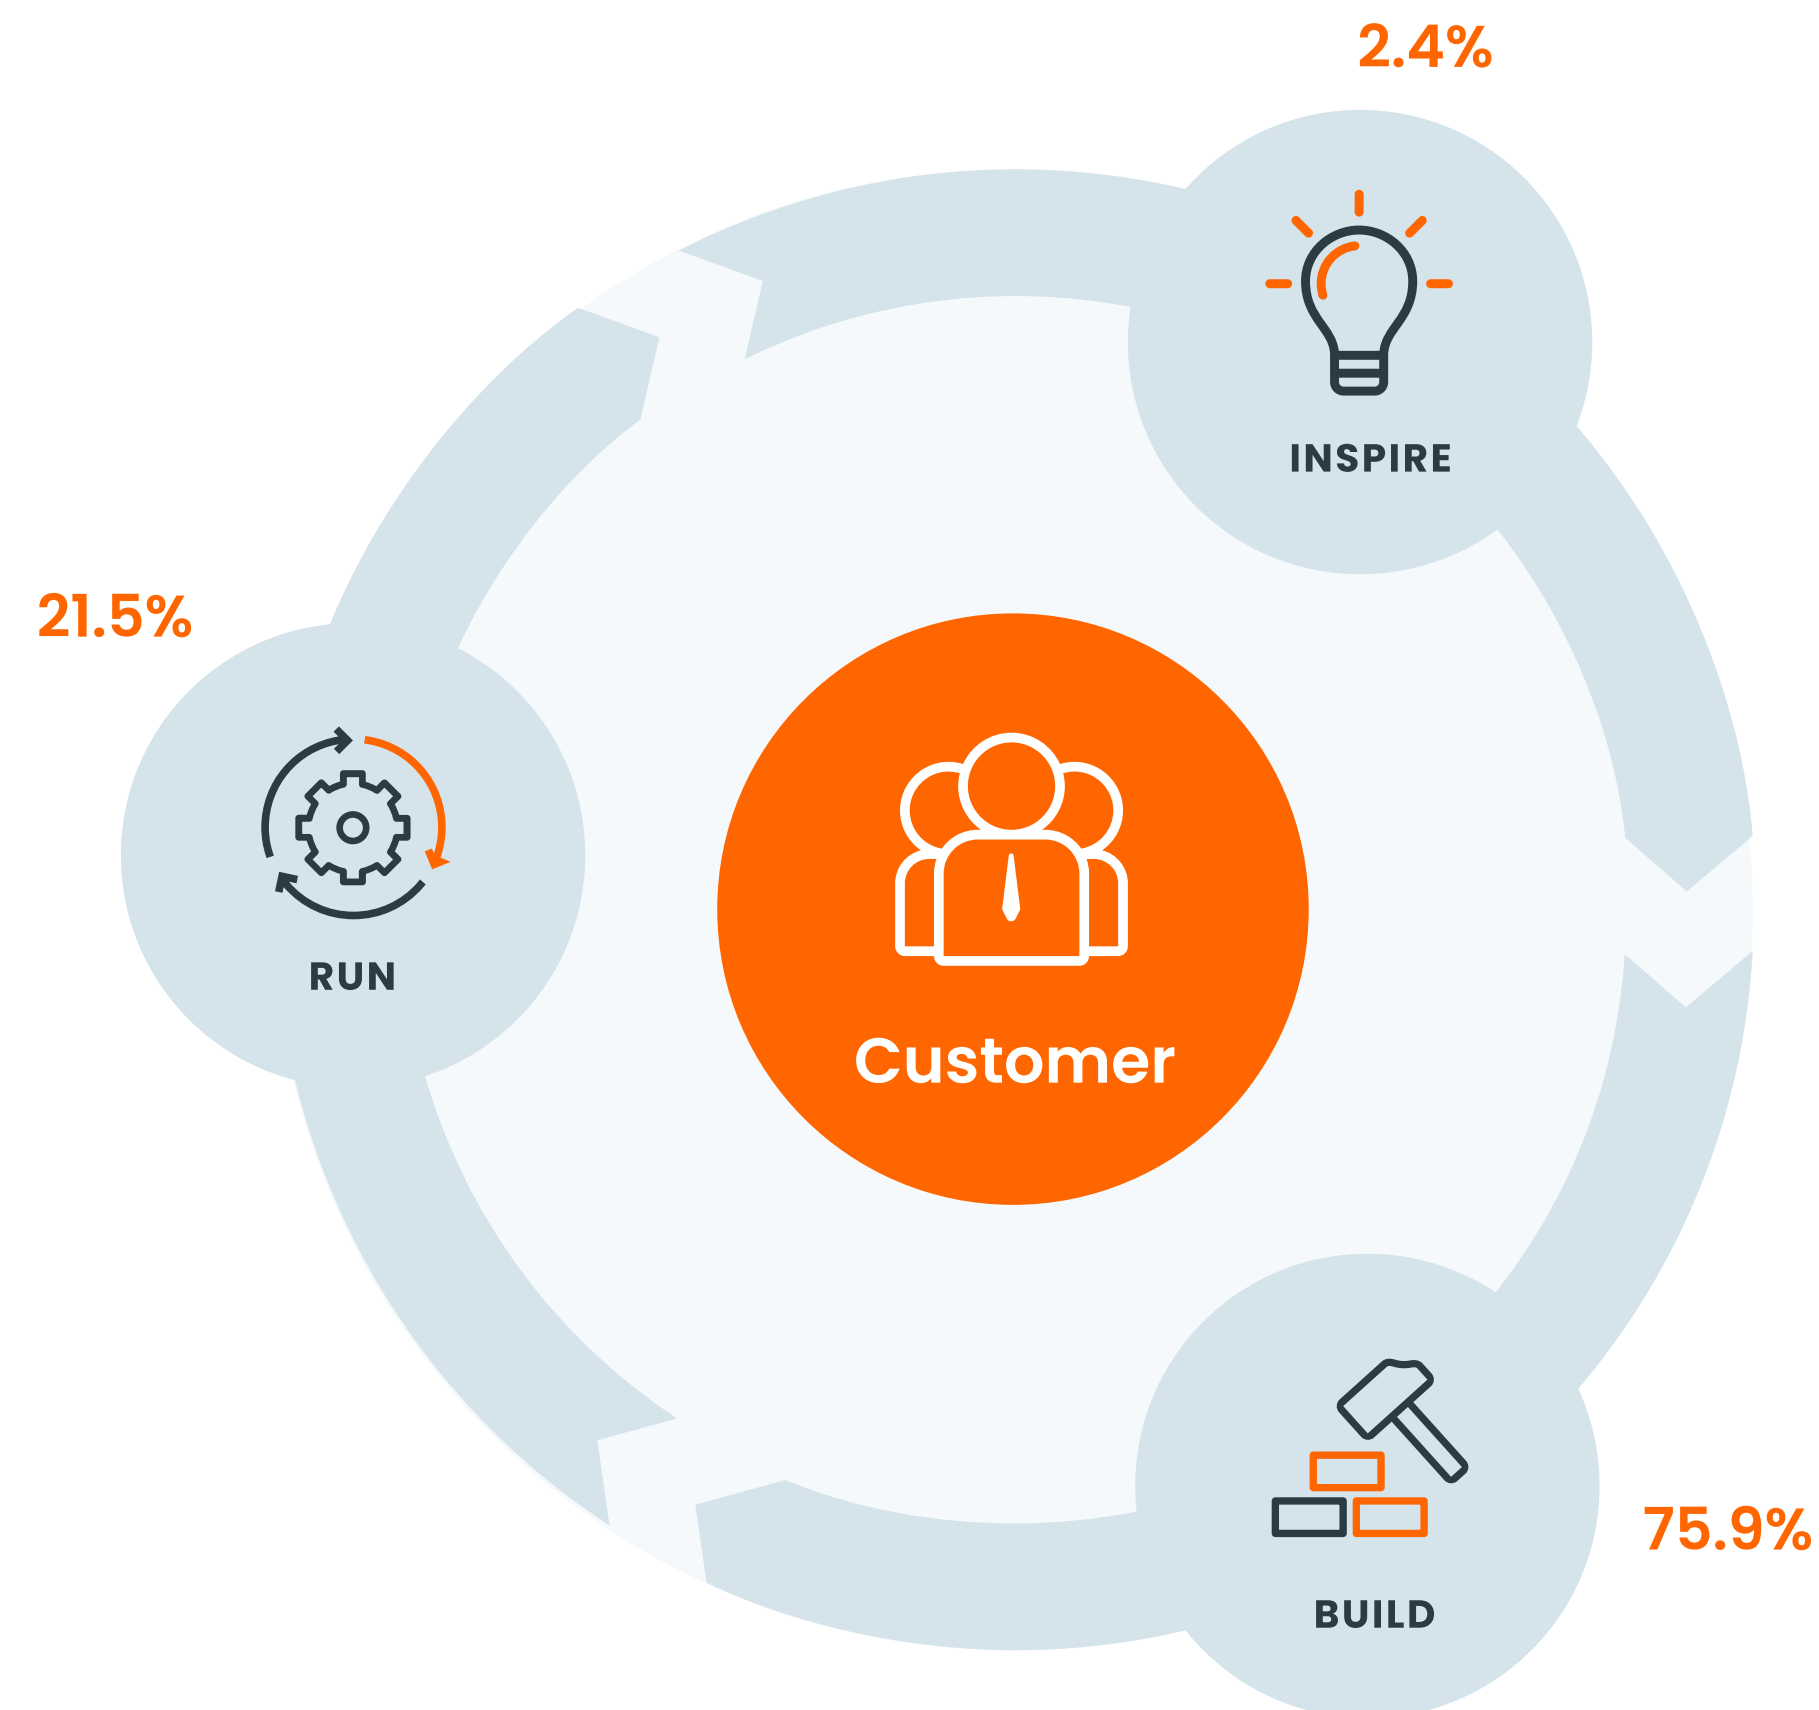 2.4%
INSPIRE
21.5%
RUN
Customer
75.9%
BUILD